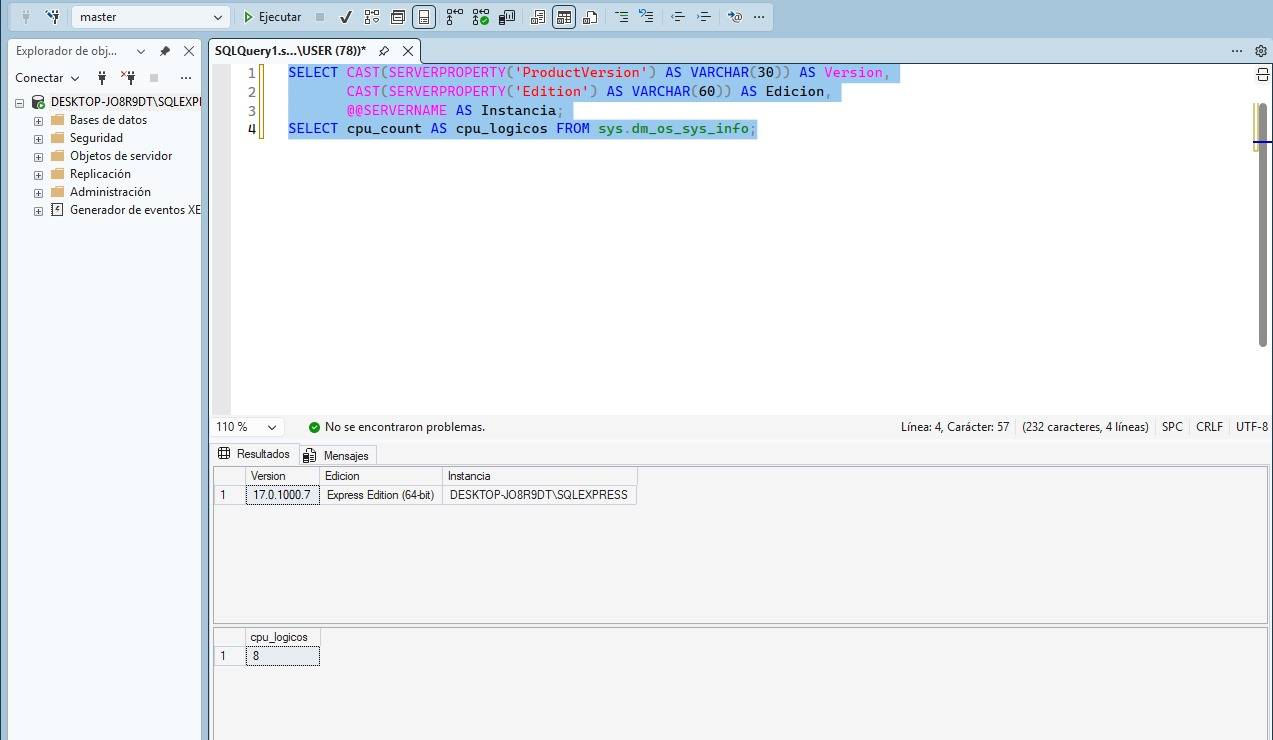 master
Ejecutar
Explorador de obj...
SQLQuery1.s...\USER (78))*
Conectar
DESKTOP-JO8R9DT\SQLEXPI
Bases de datos
Seguridad
Objetos de servidor
Replicación
Administración
Generador de eventos XE
1 SELECT CAST(SERVERPROPERTY('ProductVersion') AS VARCHAR(30)) AS Version,
2 CAST(SERVERPROPERTY('Edition') AS VARCHAR(60)) AS Edicion,
3 @@SERVERNAME AS Instancia;
4 SELECT cpu_count AS cpu_logicos FROM sys.dm_os_sys_info;
110 % No se encontraron problemas. Línea: 4, Carácter: 57 (232 caracteres, 4 líneas) SPC CRLF UTF-8
Resultados Mensajes
Version Edicion Instancia
1 17.0.1000.7 Express Edition (64-bit) DESKTOP-JO8R9DT\SQLEXPRESS
cpu_logicos
1 8